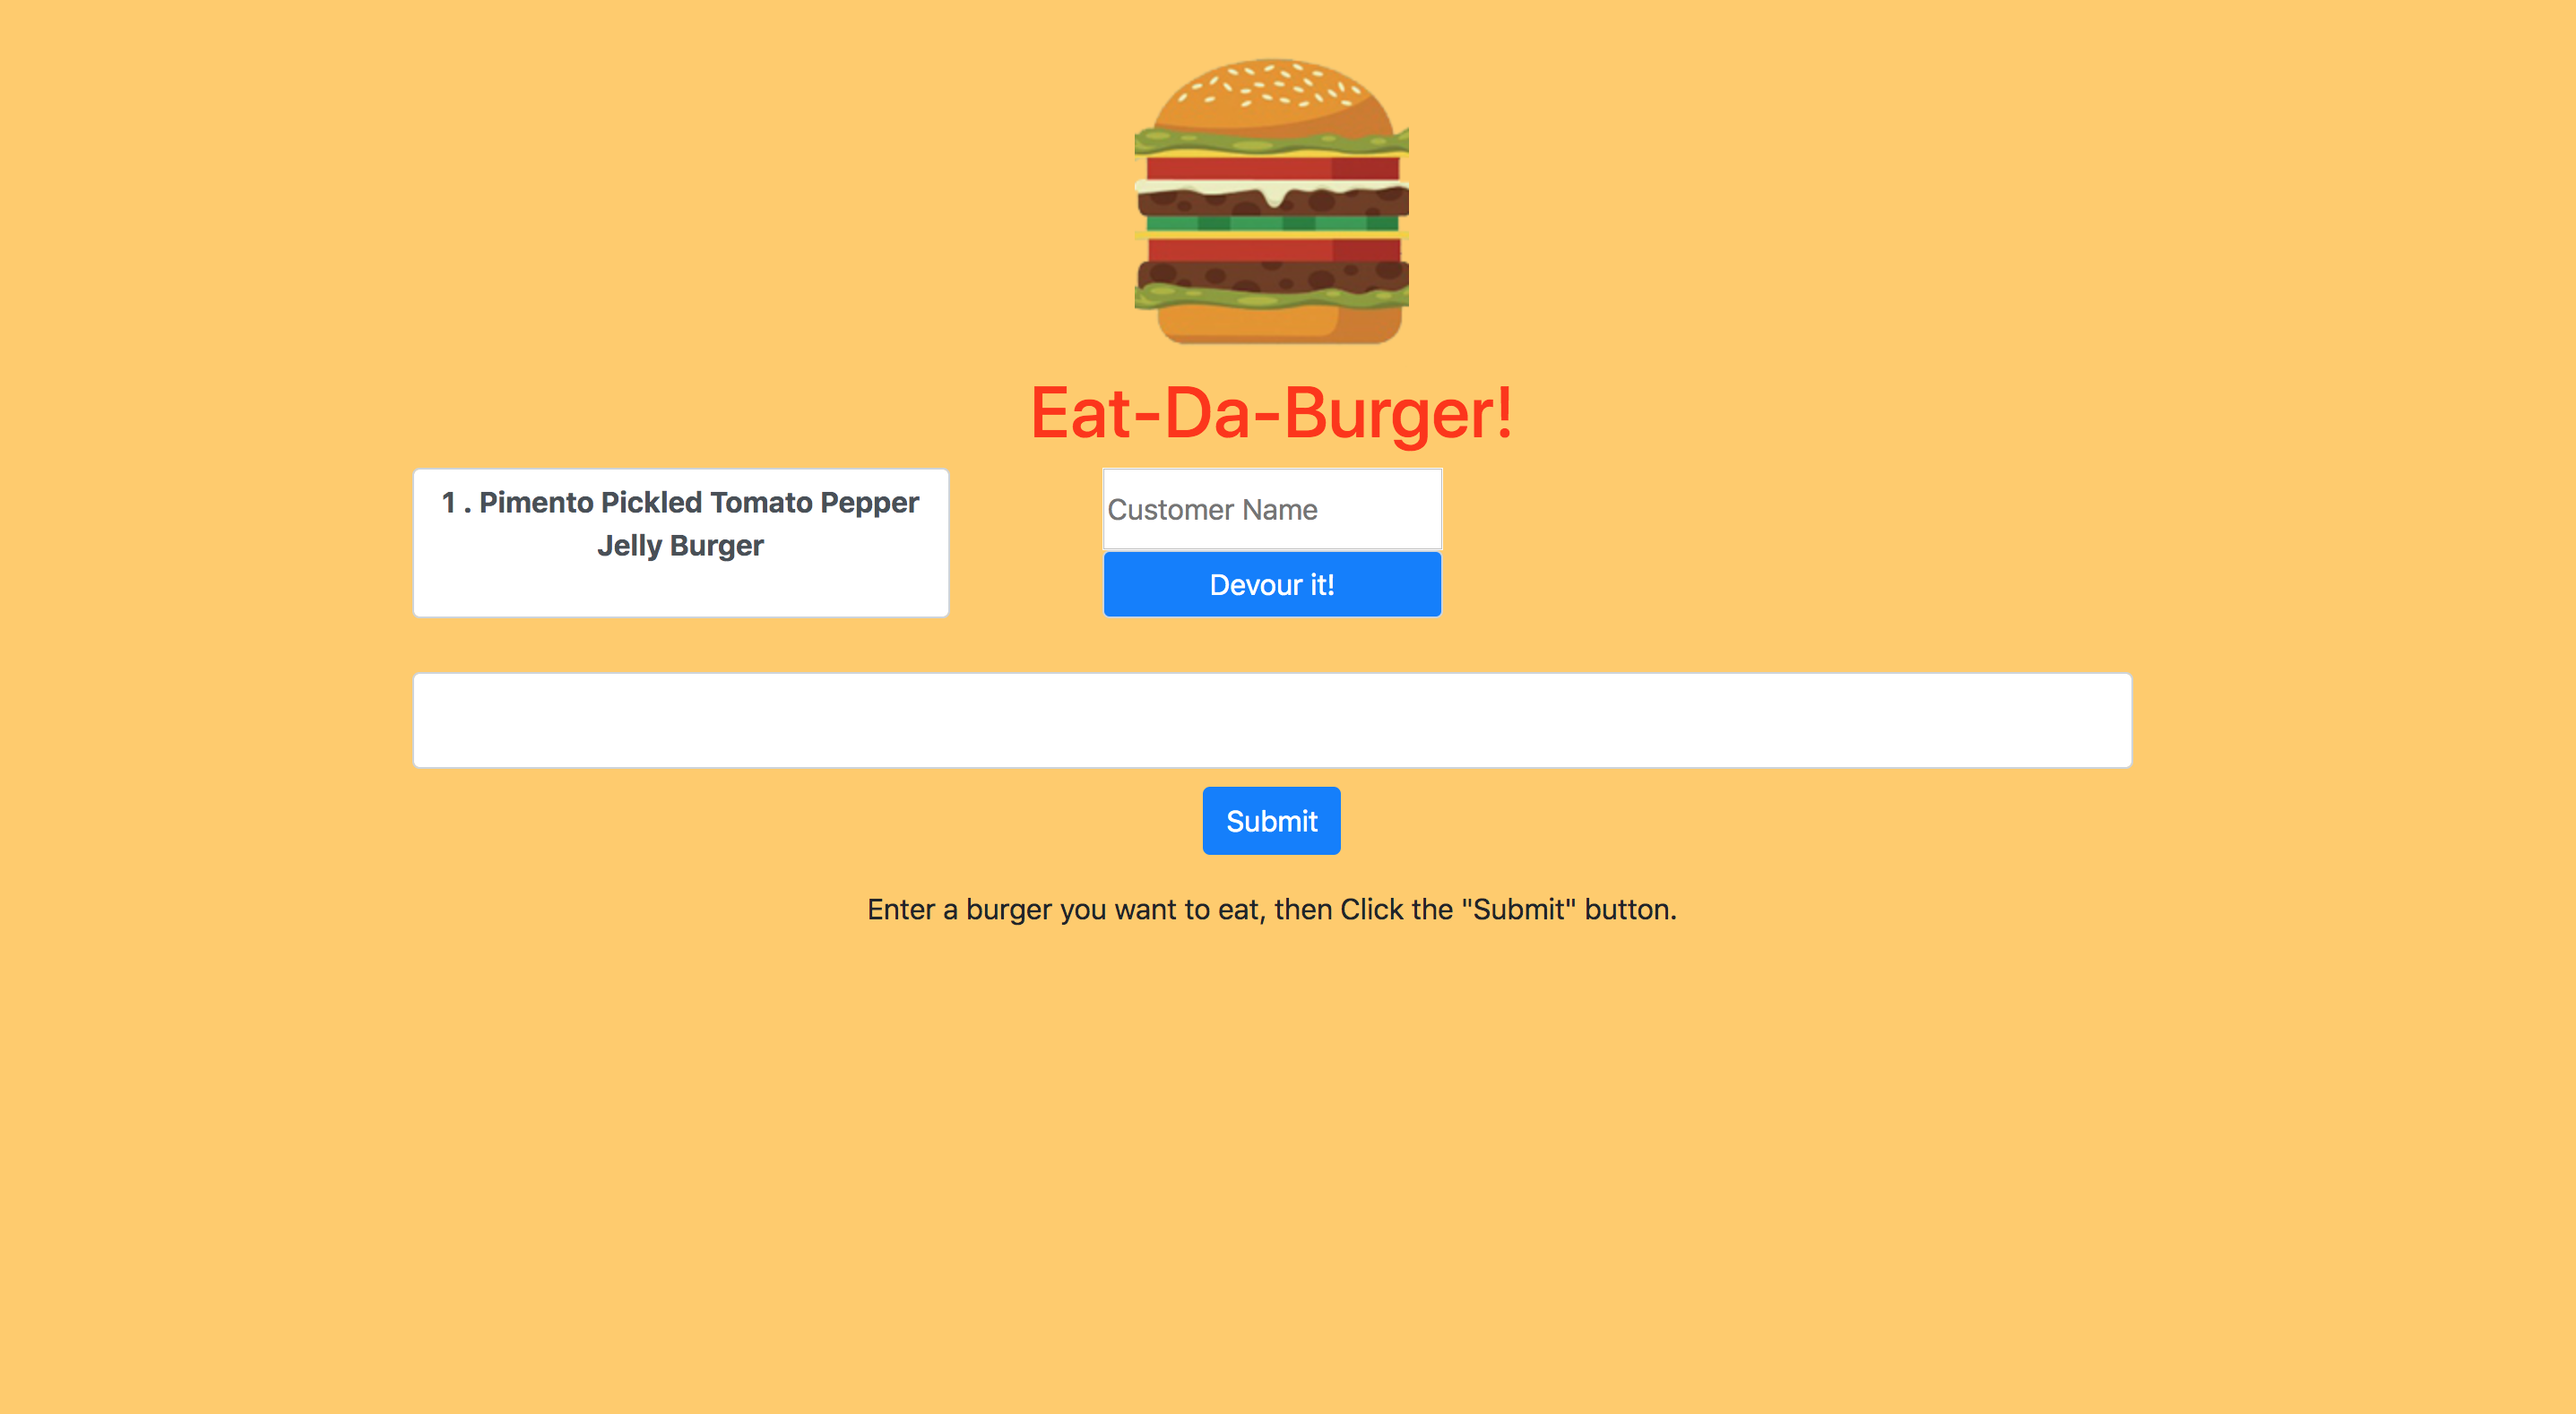 Eat-Da-Burger!
1 . Pimento Pickled Tomato Pepper
Jelly Burger
Customer Name
Devour it!
Submit
Enter a burger you want to eat, then Click the "Submit" button.